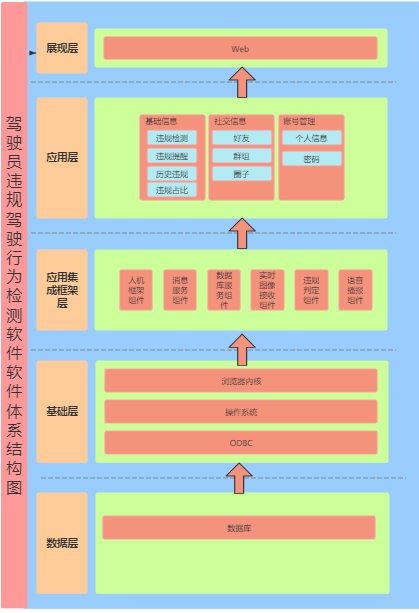 驾驶员违规驾驶行为检测软件软件体系结构图
展现层
Web
应用层
基础信息
违规检测
违规提醒
历史违规
违规占比
社交信息
好友
群组
圈子
账号管理
个人信息
密码
应用集
成框架
层
人机
框架
组件
消息
服务
组件
数据
库服
务组
件
实时
图像
接收
组件
违规
判定
组件
语音
播报
组件
基础层
浏览器内核
操作系统
ODBC
数据层
数据库